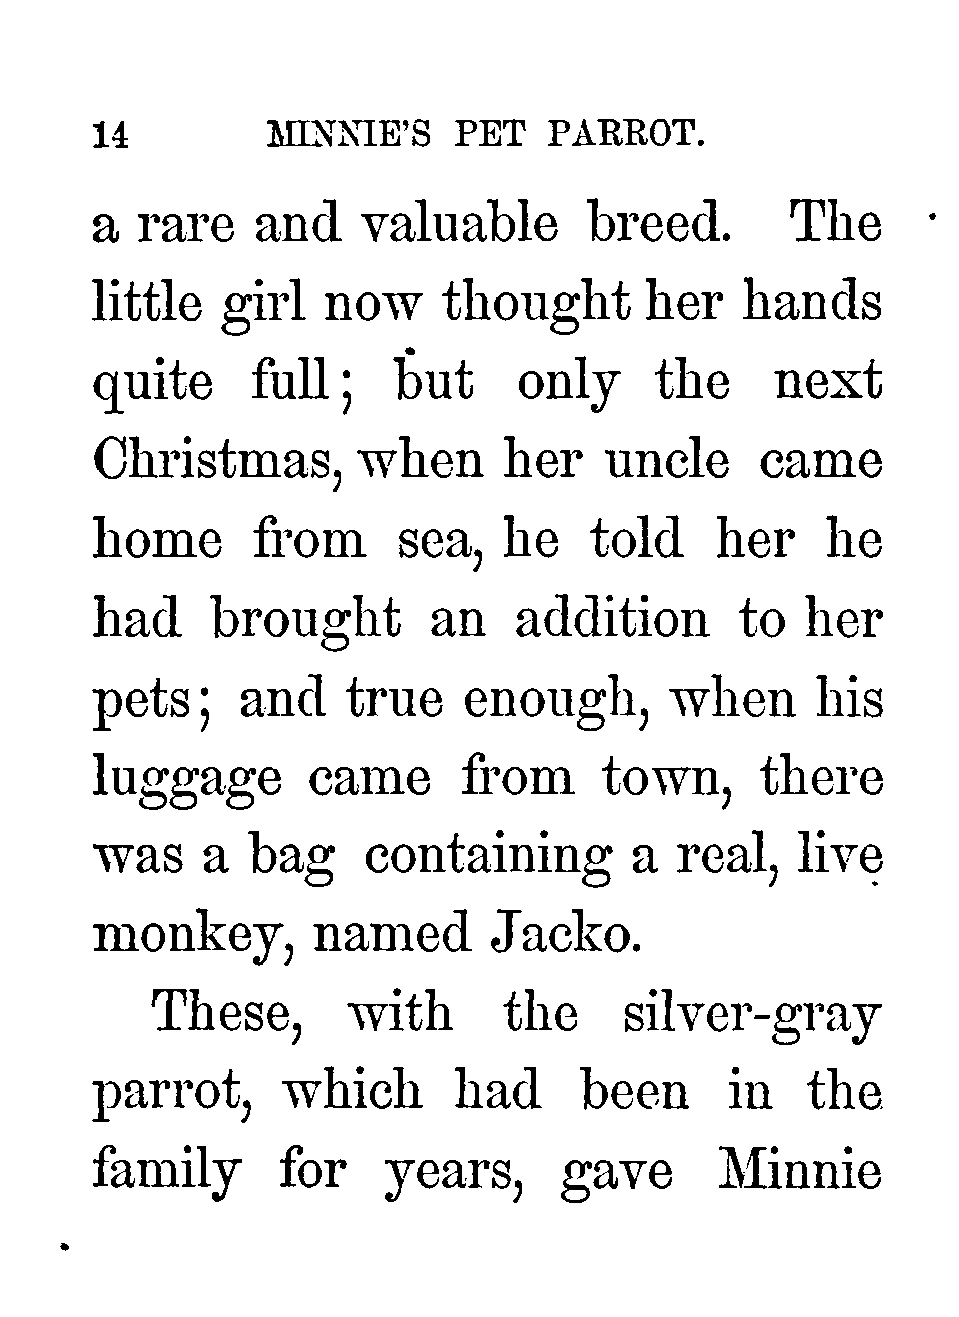 14 MINNIE'S PET PARROT.
a rare and valuable breed. The
little girl now thought her hands
quite full; but only the next
Christmas, when her uncle came
home from sea, he told her he
had brought an addition to her
pets; and true enough, when his
luggage came from town, there
was a bag containing a real, live
monkey, named Jacko.
These, with the silver-gray
parrot, which had been in the
family for years, gave Minnie